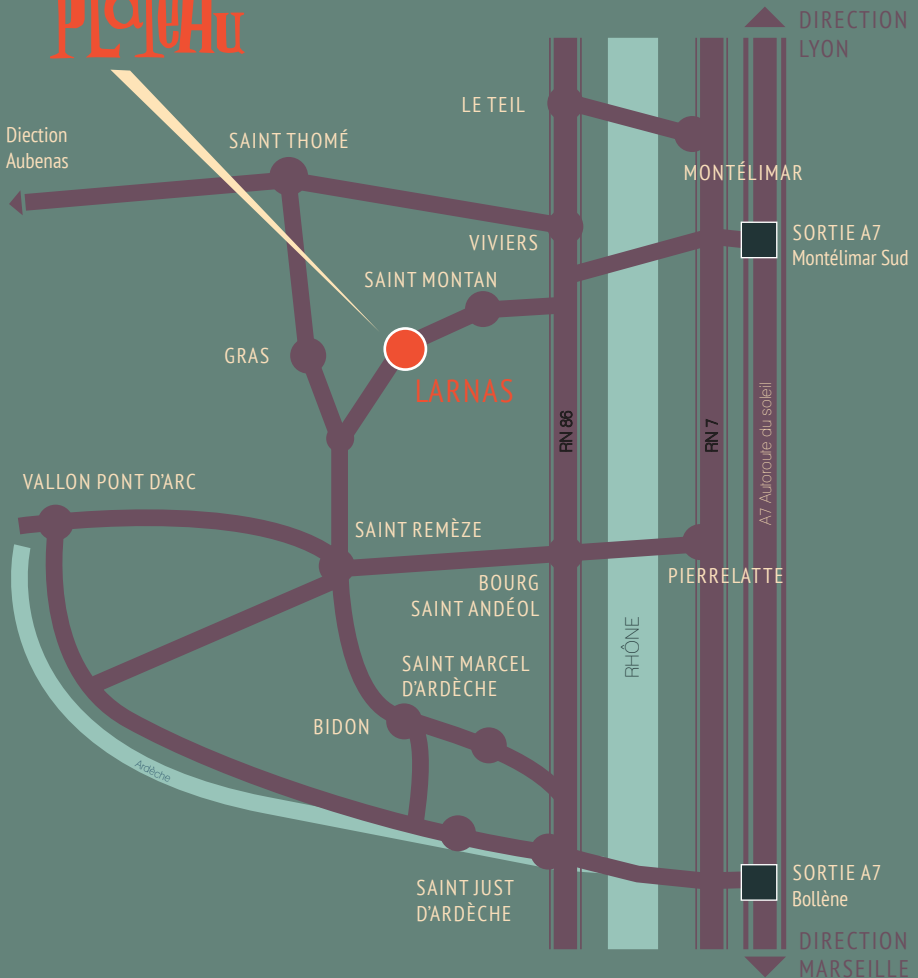 PLATEAU
DIRECTION
LYON
LE TEIL
Diection
Aubenas
SAINT THOMÉ
MONTÉLIMAR
VIVIERS
SORTIE A7
Montélimar Sud
SAINT MONTAN
GRAS
LARNAS
RN 86
RN 7
A7 Autoroute du soleil
VALLON PONT D'ARC
SAINT REMÈZE
BOURG
SAINT ANDÉOL
PIERRELATTE
RHÔNE
SAINT MARCEL
D'ARDÈCHE
BIDON
Ardèche
SAINT JUST
D'ARDÈCHE
SORTIE A7
Bollène
DIRECTION
MARSEILLE